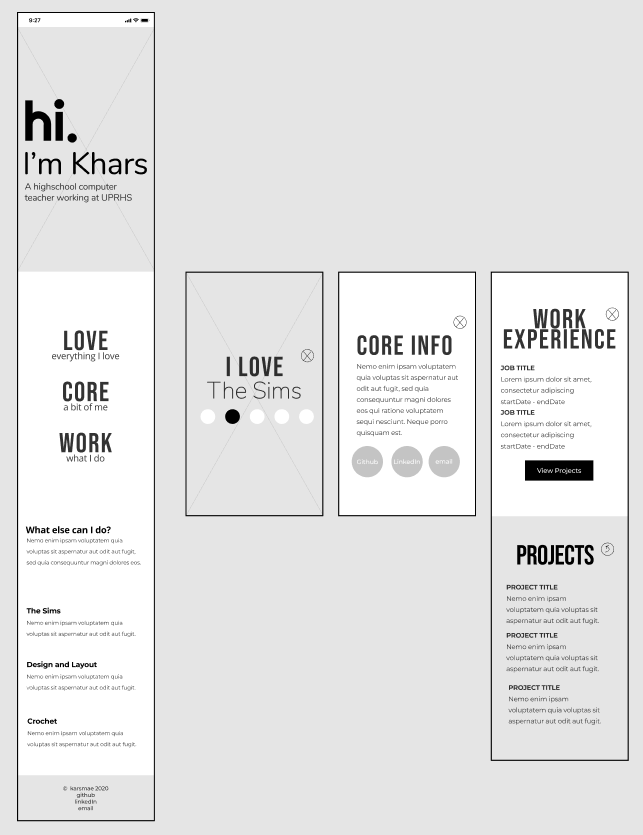 9:27
hi.
I'm Khars
A highschool computer
teacher working at UPRHS
LOVE
everything I love
CORE
a bit of me
WORK
what I do
What else can I do?
Nemo enim ipsam voluptatem quia
voluptas sit aspernatur aut odit aut fugit,
sed quia consequuntur magni dolores eos.
The Sims
Nemo enim ipsam voluptatem quia
voluptas sit aspernatur aut odit aut fugit.
Design and Layout
Nemo enim ipsam voluptatem quia
voluptas sit aspernatur aut odit aut fugit.
Crochet
Nemo enim ipsam voluptatem quia
voluptas sit aspernatur aut odit aut fugit.
© karsmae 2020
github
linkedIn
email
I LOVE
The Sims
CORE INFO
Nemo enim ipsam voluptatem
quia voluptas sit aspernatur aut
odit aut fugit, sed quia
consequuntur magni dolores
eos qui ratione voluptatem
sequi nesciunt. Neque porro
quisquam est.
Github
LinkedIn
email
WORK
EXPERIENCE
JOB TITLE
Lorem ipsum dolor sit amet,
consectetur adipiscing
startDate - endDate
JOB TITLE
Lorem ipsum dolor sit amet,
consectetur adipiscing
startDate - endDate
View Projects
PROJECTS
5
PROJECT TITLE
Nemo enim ipsam
voluptatem quia voluptas sit
aspernatur aut odit aut fugit.
PROJECT TITLE
Nemo enim ipsam
voluptatem quia voluptas sit
aspernatur aut odit aut fugit.
PROJECT TITLE
Nemo enim ipsam
voluptatem quia voluptas sit
aspernatur aut odit aut fugit.